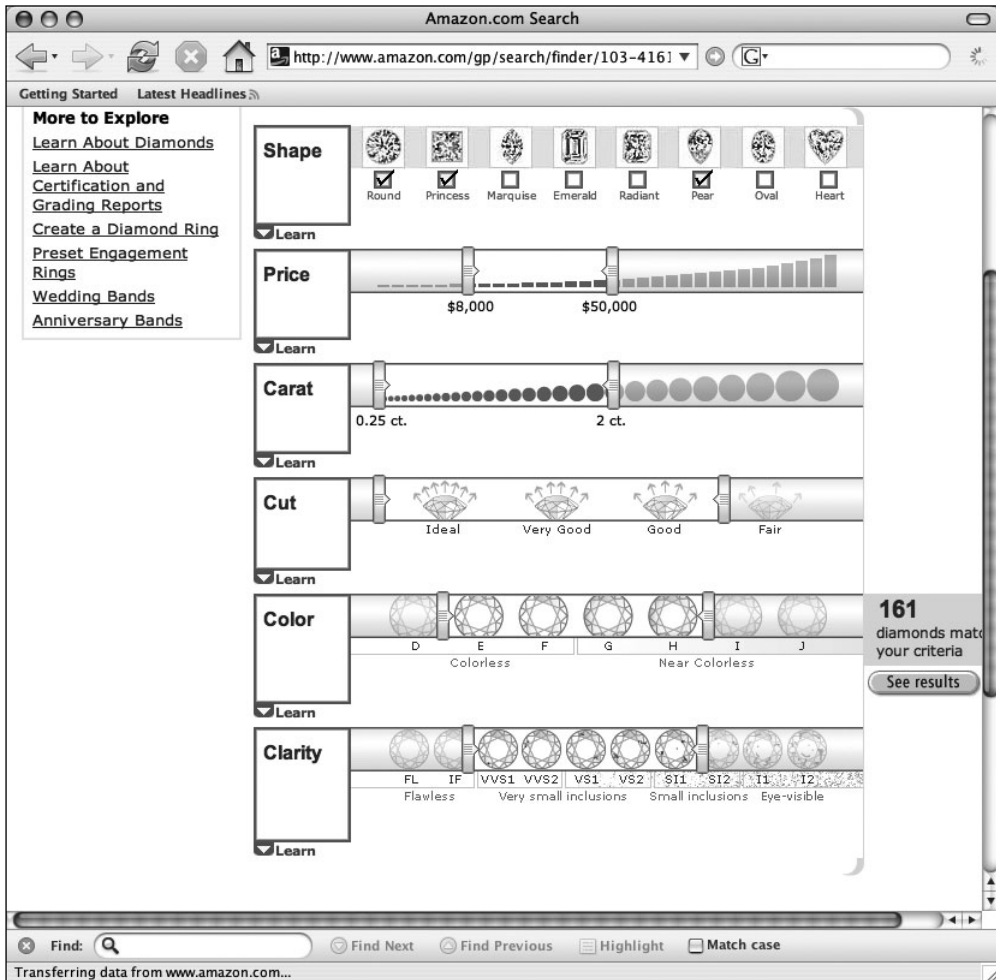 Amazon.com Search
http://www.amazon.com/gp/search/finder/103-4161
G
Getting Started Latest Headlines
More to Explore
Learn About Diamonds
Learn About
Certification and
Grading Reports
Create a Diamond Ring
Preset Engagement
Rings
Wedding Bands
Anniversary Bands
Shape
Round Princess Marquise Emerald Radiant Pear Oval Heart
Learn
Price
$8,000 $50,000
Learn
Carat
0.25 ct. 2 ct.
Learn
Cut
Ideal Very Good Good Fair
Learn
Color
D E F G H I J
Colorless Near Colorless
Learn
161
diamonds matc
your criteria
See results
Clarity
FL IF VVS1 VVS2 VS1 VS2 SI1 SI2 I1 I2
Flawless Very small inclusions Small inclusions Eye-visible
Learn
Find: Find Next Find Previous Highlight Match case
Transferring data from www.amazon.com...